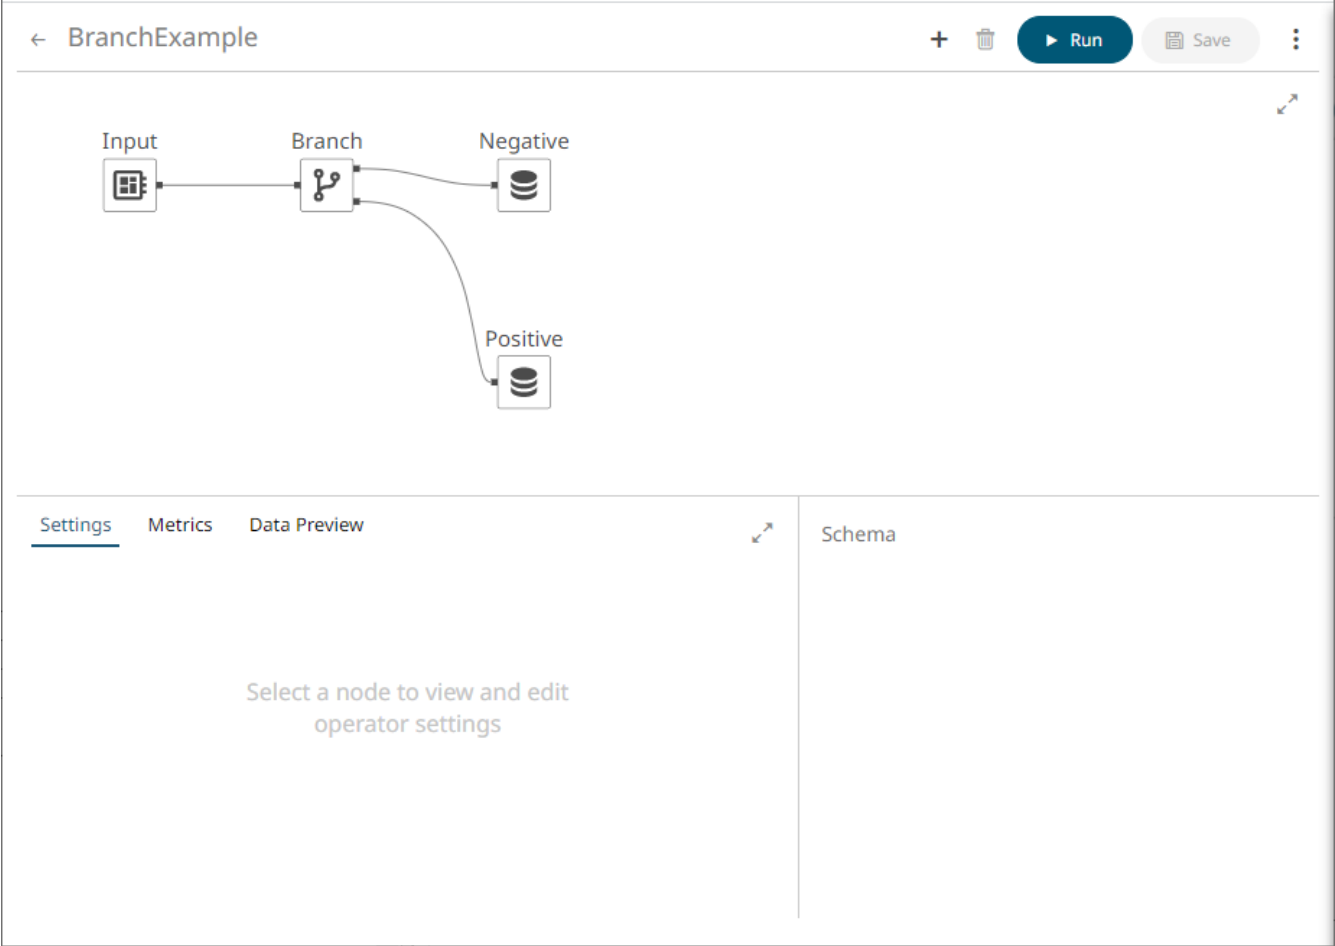 BranchExample
Run
Save
Input
Branch
Negative
Positive
Settings
Metrics
Data Preview
Schema
Select a node to view and edit
operator settings